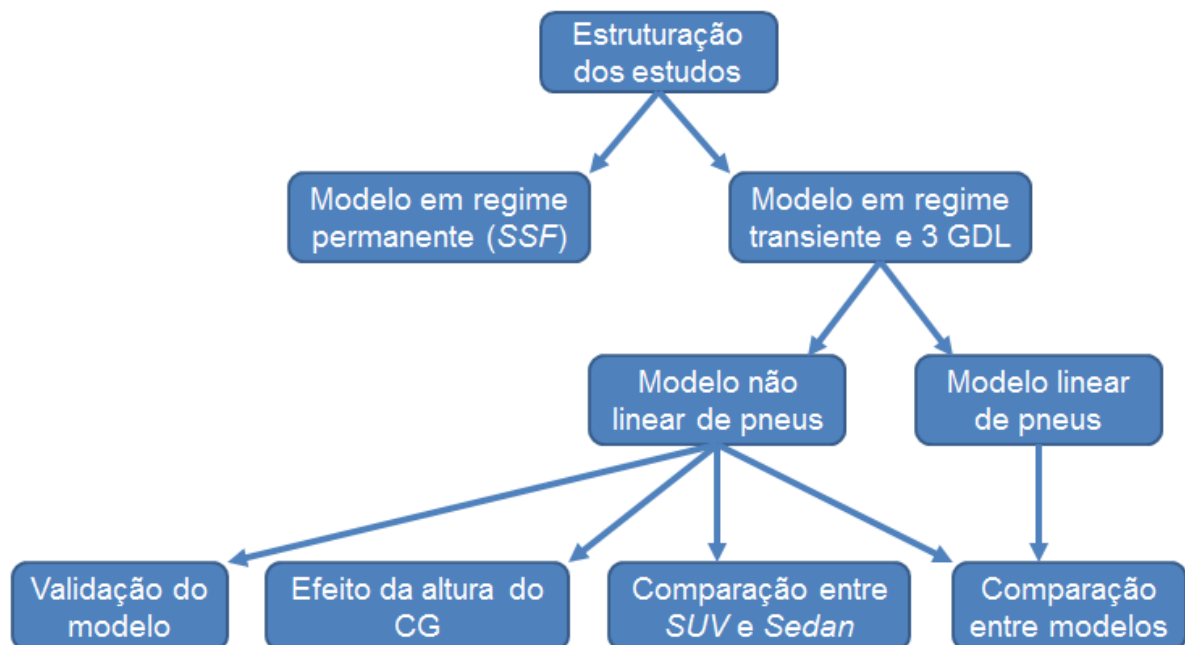 Estruturação
dos estudos
Modelo em regime
permanente (SSF)
Modelo em regime
transiente e 3 GDL
Modelo não
linear de pneus
Modelo linear
de pneus
Validação do
modelo
Efeito da altura do
CG
Comparação entre
SUV e Sedan
Comparação
entre modelos